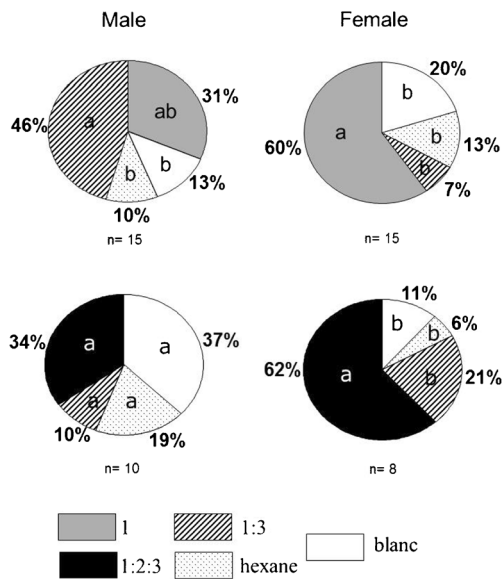 Male Female
31%
ab
46%
a
b
13%
b
10%
n= 15
20%
b
b
13%
60%
a
b
7%
n= 15
34%
a
a
37%
a
a
10%
19%
n= 10
11%
b
6%
b
62%
a
b
21%
n= 8
1 1:3 blanc
1:2:3 hexane